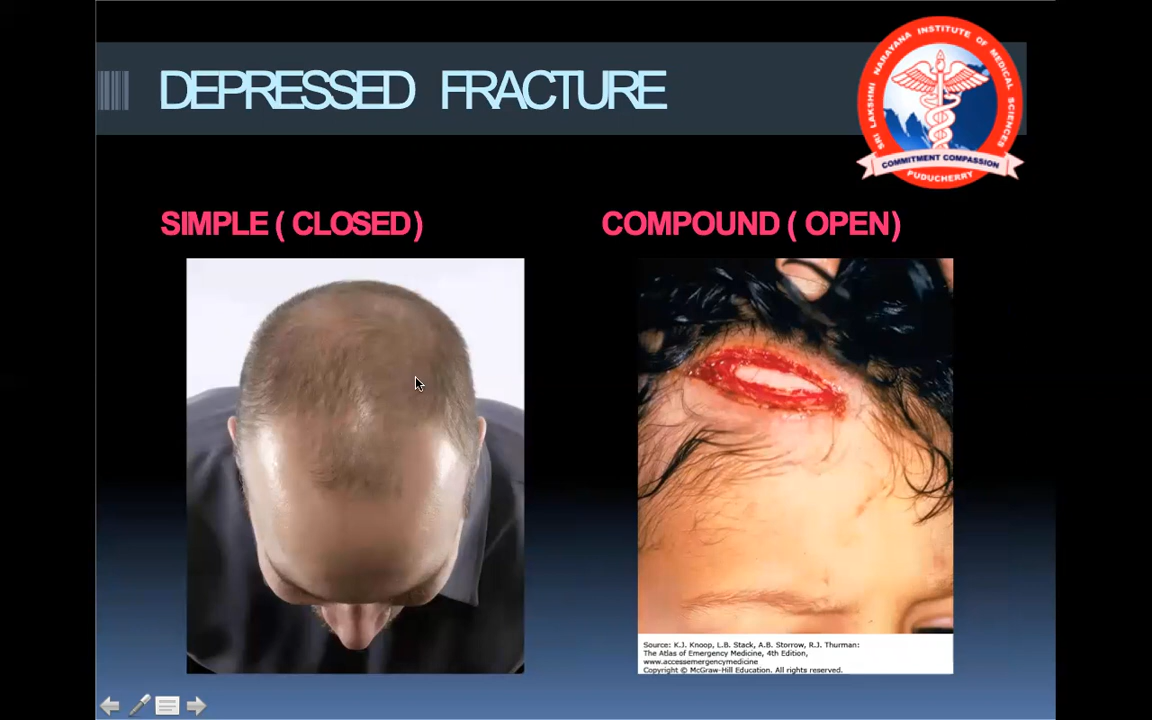 DEPRESSED FRACTURE
SRI LAKSHMI NARAYANA INSTITUTE OF MEDICAL SCIENCES
COMMITMENT COMPASSION
PUDUCHERRY
SIMPLE ( CLOSED)
COMPOUND ( OPEN)
Source: K.J. Knoop, L.B. Stack, A.B. Storrow, R.J. Thurman:
The Atlas of Emergency Medicine, 4th Edition,
www.accessemergencymedicine
Copyright © McGraw-Hill Education. All rights reserved.